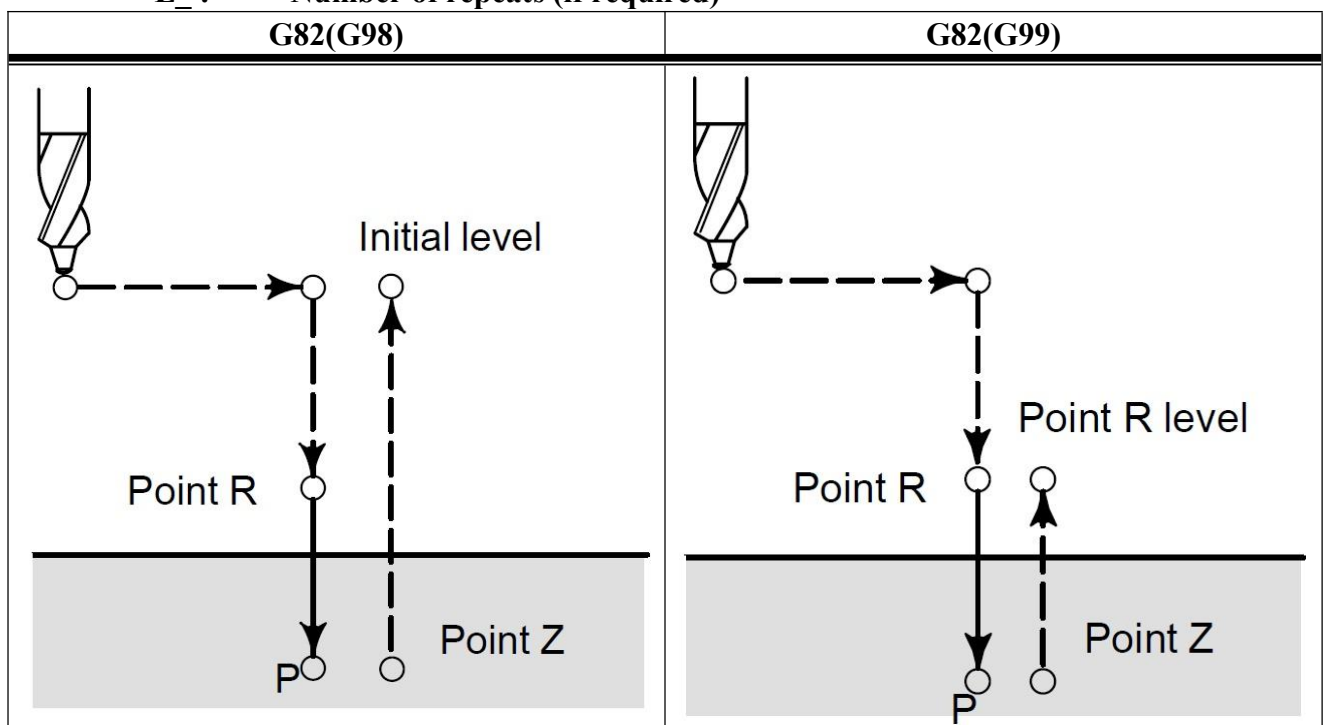 Number of repeats (if required)
G82(G98)
G82(G99)
Initial level
Point R
Point Z
P
Point R level
Point R
Point Z
P